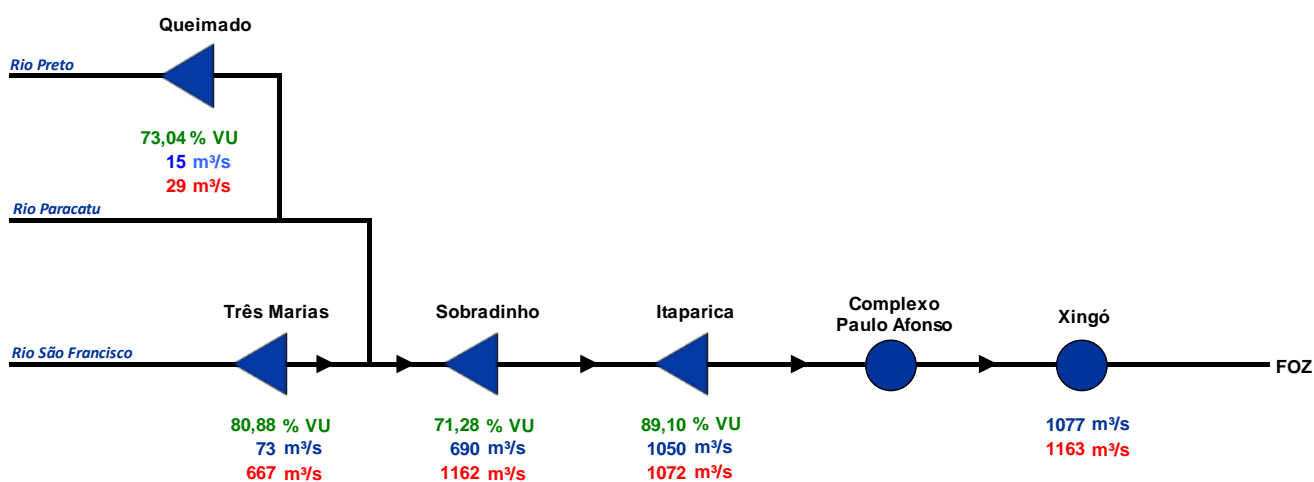 Queimado
Rio Preto
73,04 % VU
15 m³/s
29 m³/s
Rio Paracatu
Três Marias
Sobradinho
Itaparica
Complexo
Paulo Afonso
Xingó
Rio São Francisco
FOZ
80,88 % VU
73 m³/s
667 m³/s
71,28 % VU
690 m³/s
1162 m³/s
89,10 % VU
1050 m³/s
1072 m³/s
1077 m³/s
1163 m³/s